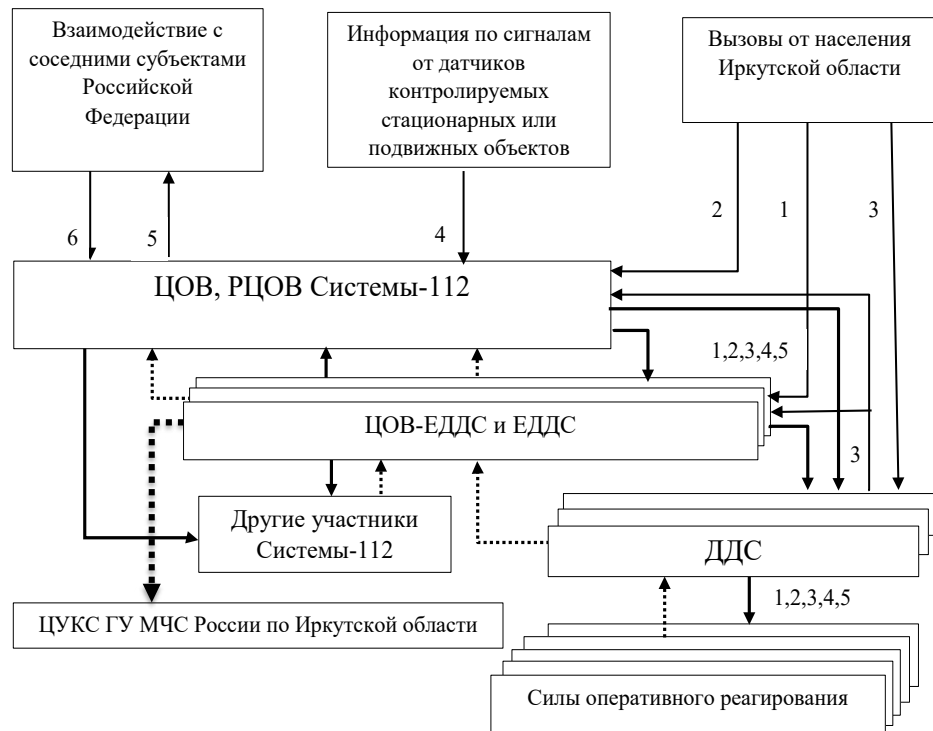 Взаимодействие с
соседними субъектами
Российской
Федерации
Информация по сигналам
от датчиков
контролируемых
стационарных или
подвижных объектов
Вызовы от населения
Иркутской области
6
5
4
2
1
3
ЦОВ, РЦОВ Системы-112
1,2,3,4,5
ЦОВ-ЕДДС и ЕДДС
3
Другие участники
Системы-112
ДДС
1,2,3,4,5
ЦУКС ГУ МЧС России по Иркутской области
Силы оперативного реагирования